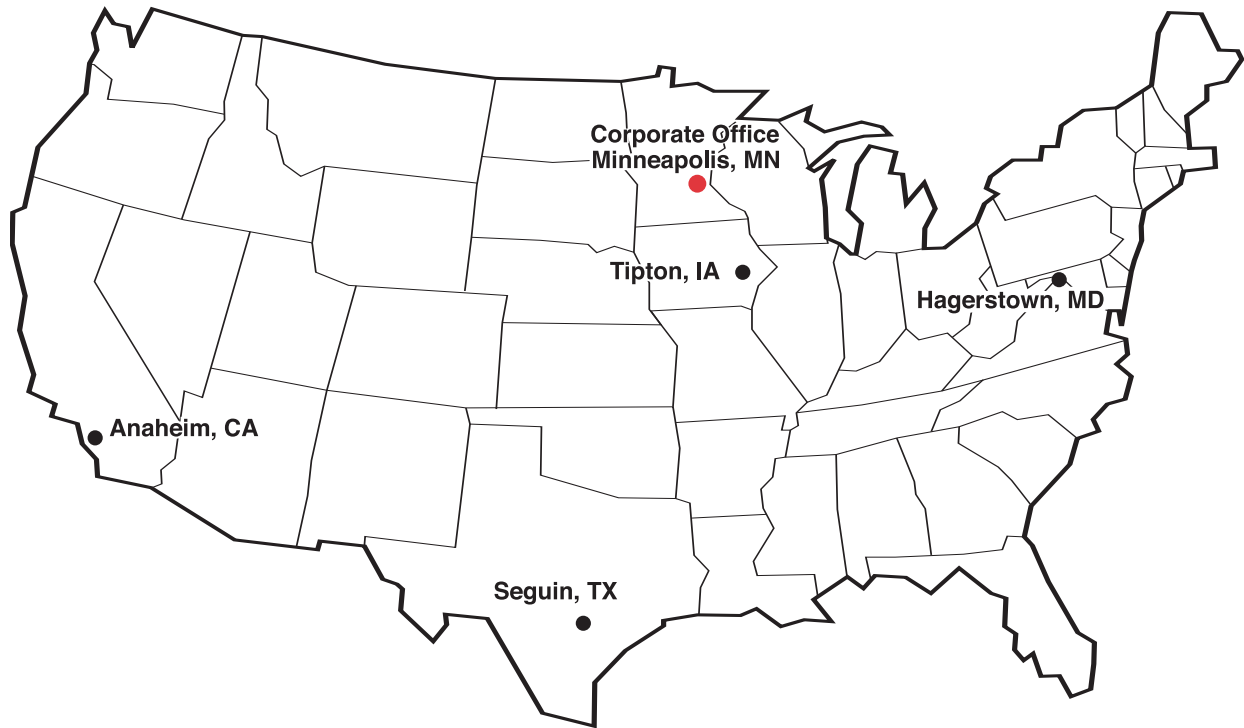 Corporate Office
Minneapolis, MN
Tipton, IA
Hagerstown, MD
Anaheim, CA
Seguin, TX